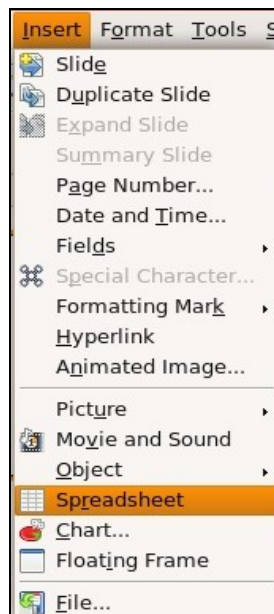 Insert Format Tools S
Slide
Duplicate Slide
Expand Slide
Summary Slide
Page Number...
Date and Time...
Fields
Special Character...
Formatting Mark
Hyperlink
Animated Image...
Picture
Movie and Sound
Object
Spreadsheet
Chart...
Floating Frame
File...